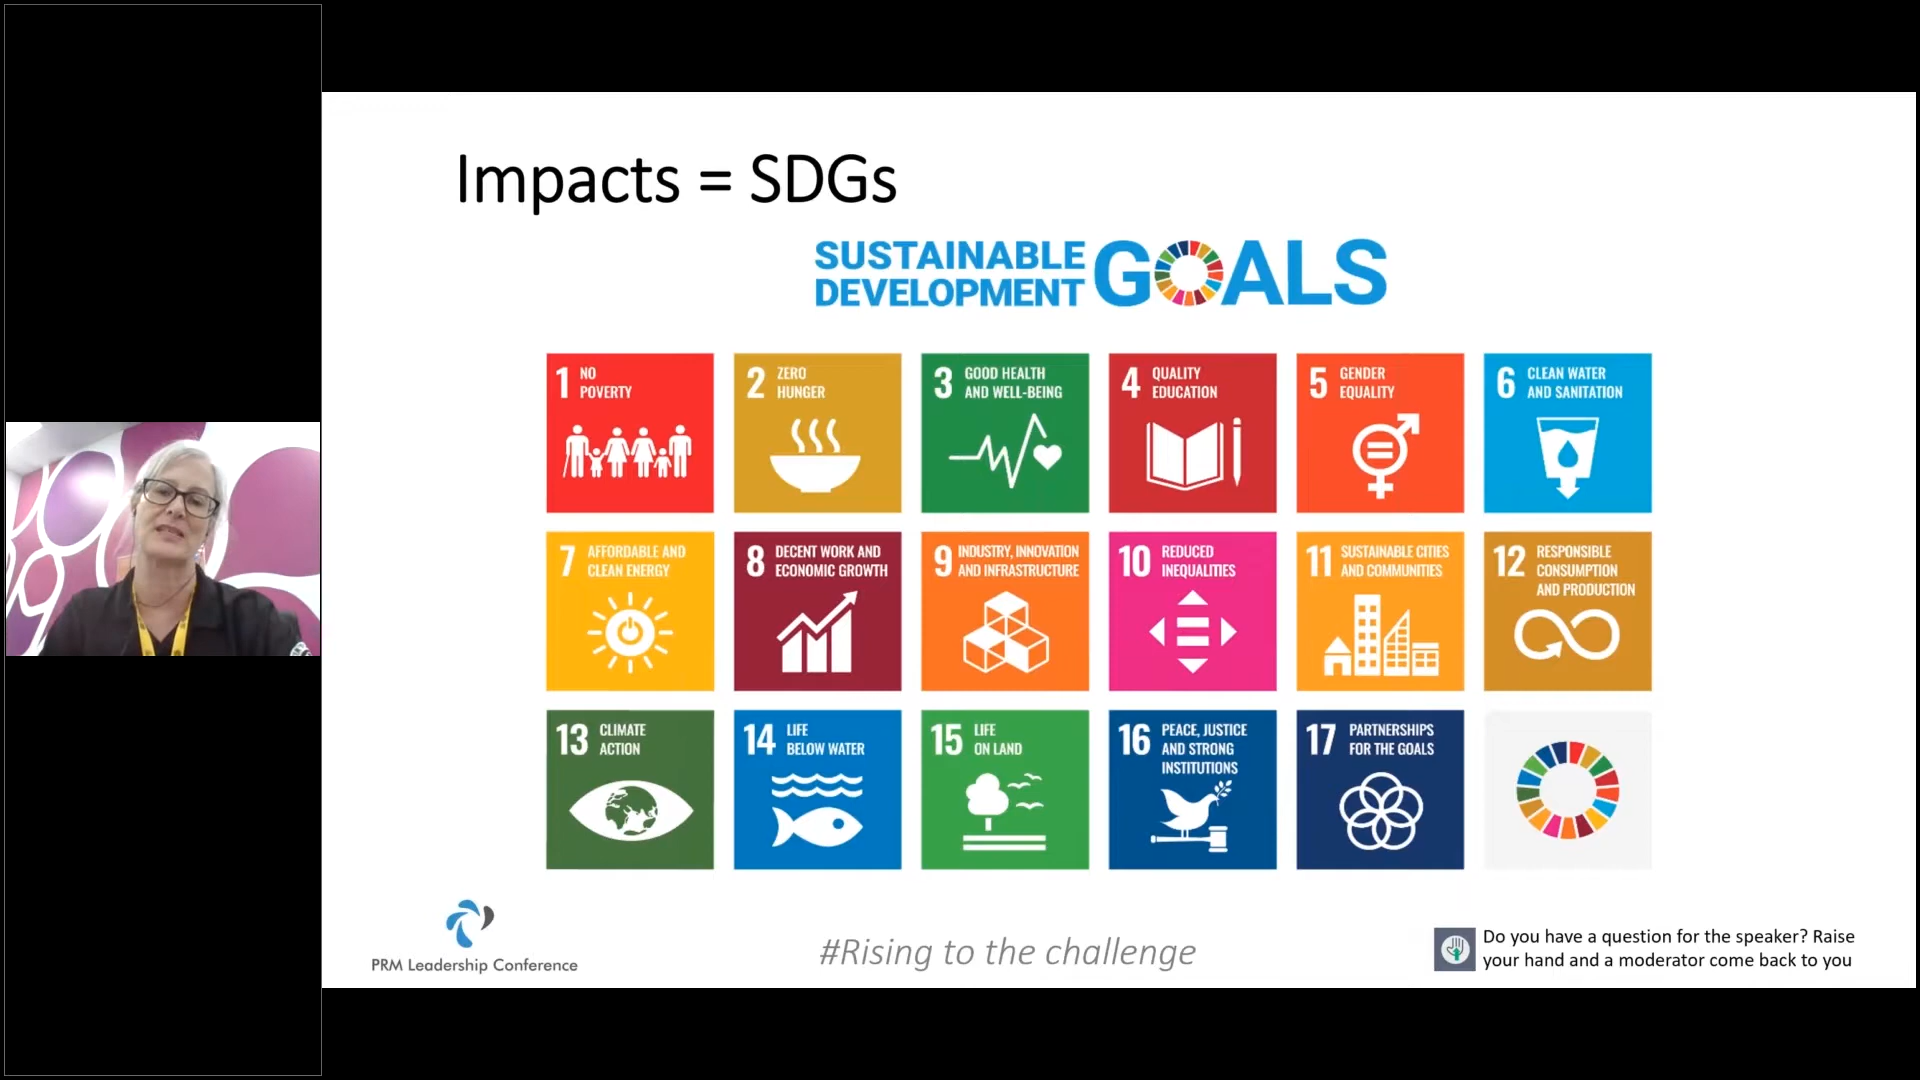 Impacts = SDGs
SUSTAINABLE
DEVELOPMENT
GOALS
1 NO
POVERTY
2 ZERO
HUNGER
3 GOOD HEALTH
AND WELL-BEING
4 QUALITY
EDUCATION
5 GENDER
EQUALITY
6 CLEAN WATER
AND SANITATION
7 AFFORDABLE AND
CLEAN ENERGY
8 DECENT WORK AND
ECONOMIC GROWTH
9 INDUSTRY, INNOVATION
AND INFRASTRUCTURE
10 REDUCED
INEQUALITIES
11 SUSTAINABLE CITIES
AND COMMUNITIES
12 RESPONSIBLE
CONSUMPTION
AND PRODUCTION
13 CLIMATE
ACTION
14 LIFE
BELOW WATER
15 LIFE
ON LAND
16 PEACE, JUSTICE
AND STRONG
INSTITUTIONS
17 PARTNERSHIPS
FOR THE GOALS
PRM Leadership Conference
#Rising to the challenge
Do you have a question for the speaker? Raise
your hand and a moderator come back to you